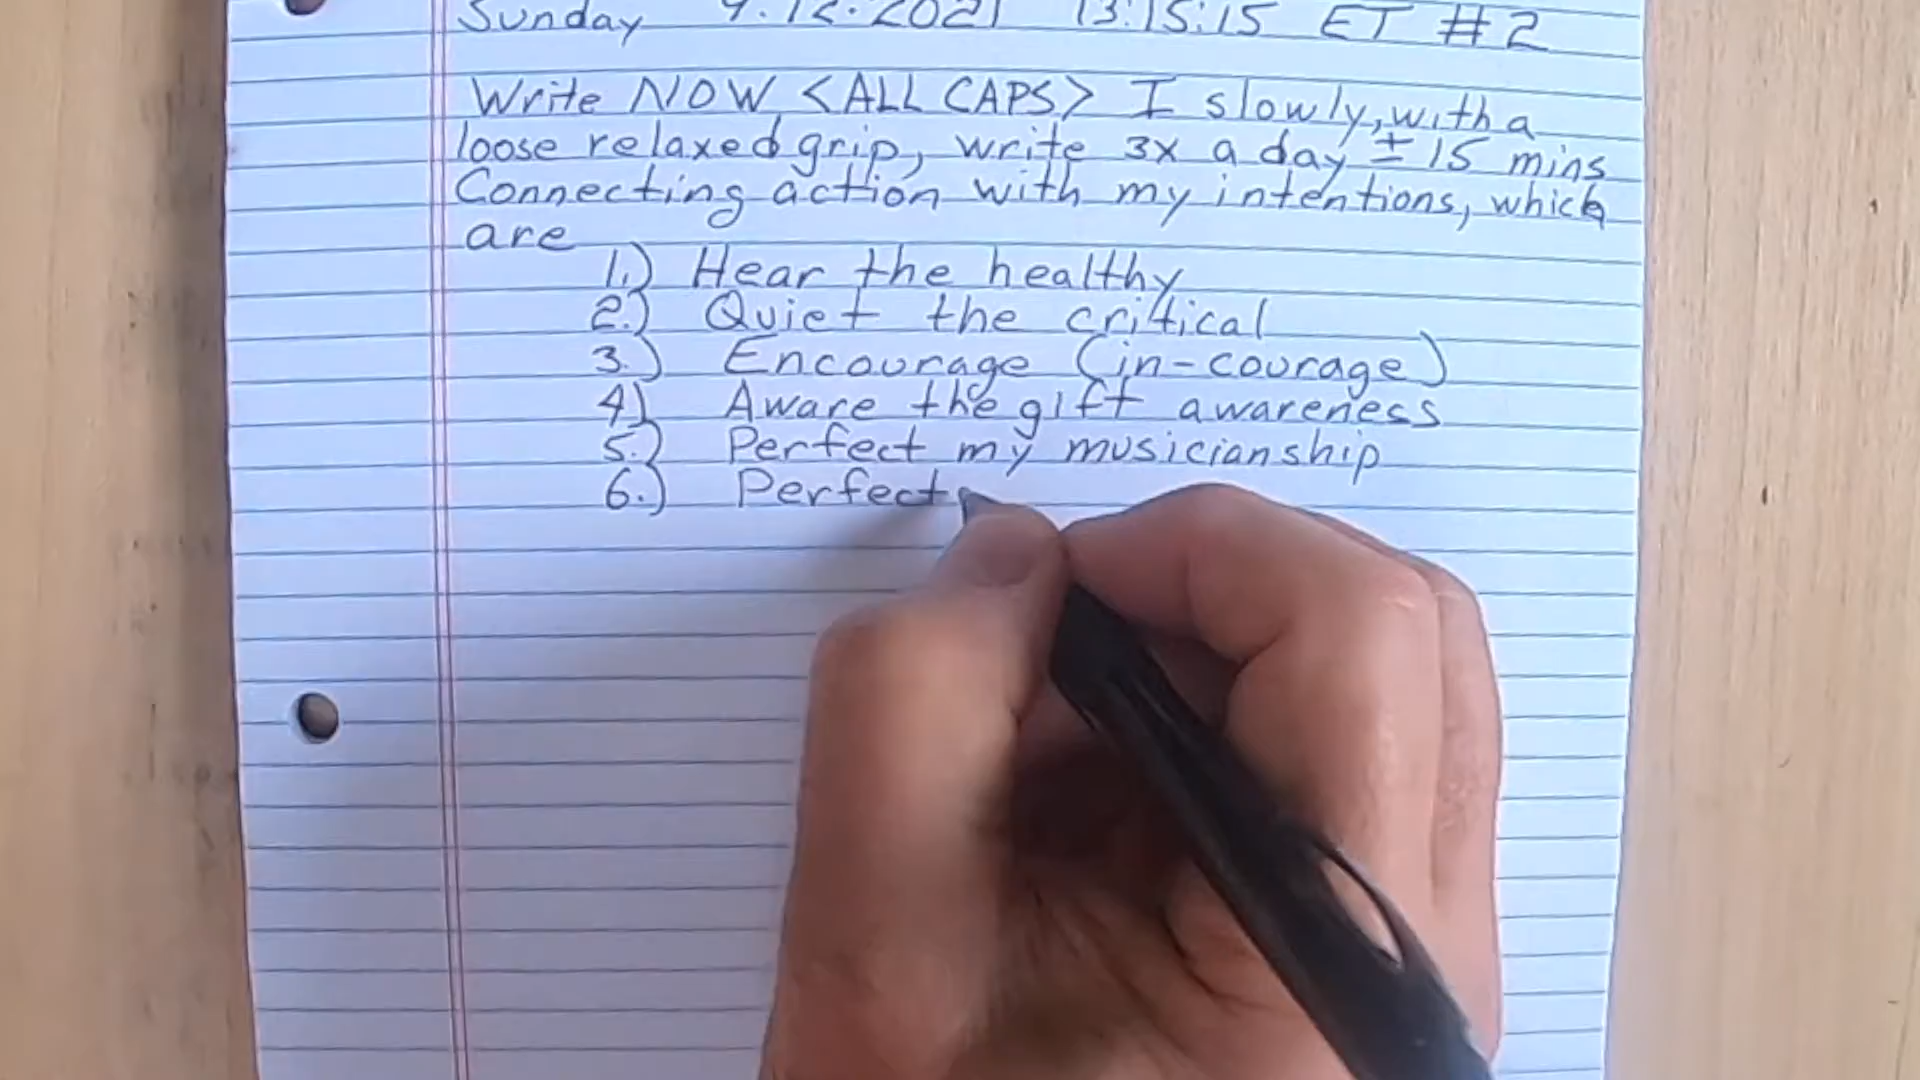 Sunday 9.12.2021 13:15:15 ET #2
Write NOW <ALL CAPS> I slowly, with a
loose relaxed grip, write 3x a day ± 15 mins
Connecting action with my intentions, which
are
1.) Hear the healthy
2.) Quiet the critical
3.) Encourage (in-courage)
4) Aware the gift awareness
5.) Perfect my musicianship
6.) Perfect